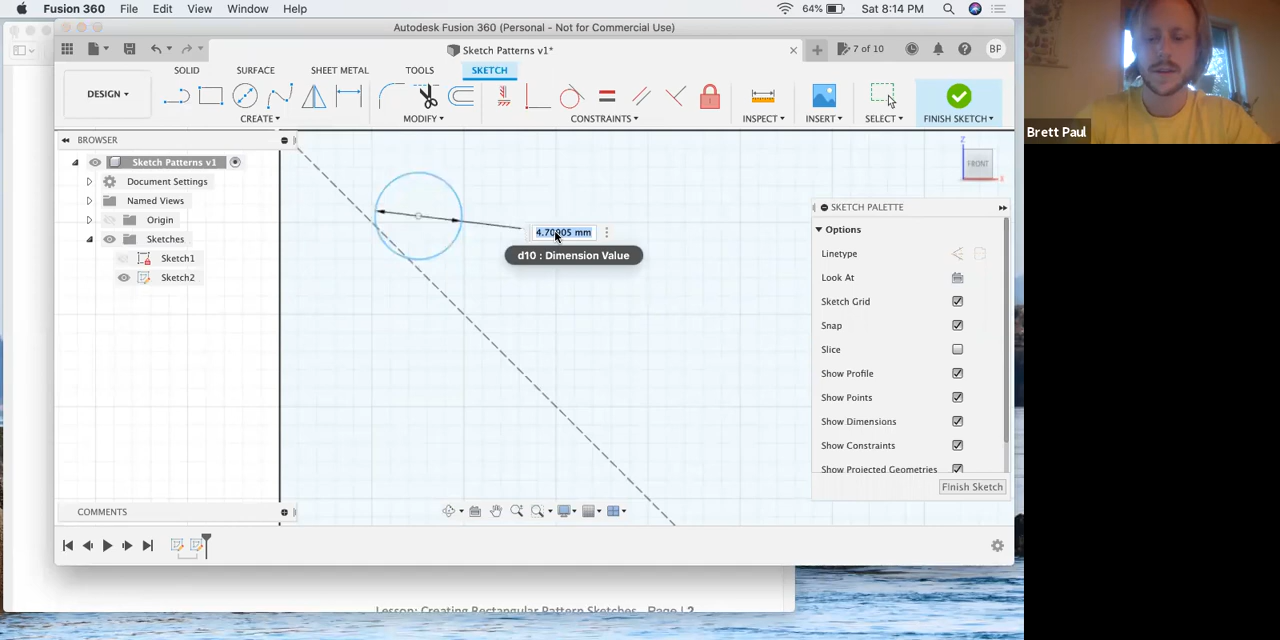 Fusion 360 File Edit View Window Help 64% Sat 8:14 PM
Autodesk Fusion 360 (Personal - Not for Commercial Use)
Sketch Patterns v1* 7 of 10 BP
SOLID SURFACE SHEET METAL TOOLS SKETCH
DESIGN
CREATE MODIFY CONSTRAINTS INSPECT INSERT SELECT FINISH SKETCH
Brett Paul
BROWSER
Sketch Patterns v1
Document Settings
Named Views
Origin
Sketches
Sketch1
Sketch2
4.70905 mm
d10 : Dimension Value
Z
FRONT
X
SKETCH PALETTE
Options
Linetype
Look At
Sketch Grid
Snap
Slice
Show Profile
Show Points
Show Dimensions
Show Constraints
Show Projected Geometries
Finish Sketch
COMMENTS
Lesson: Creating Rectangular Pattern Sketches Page | 2